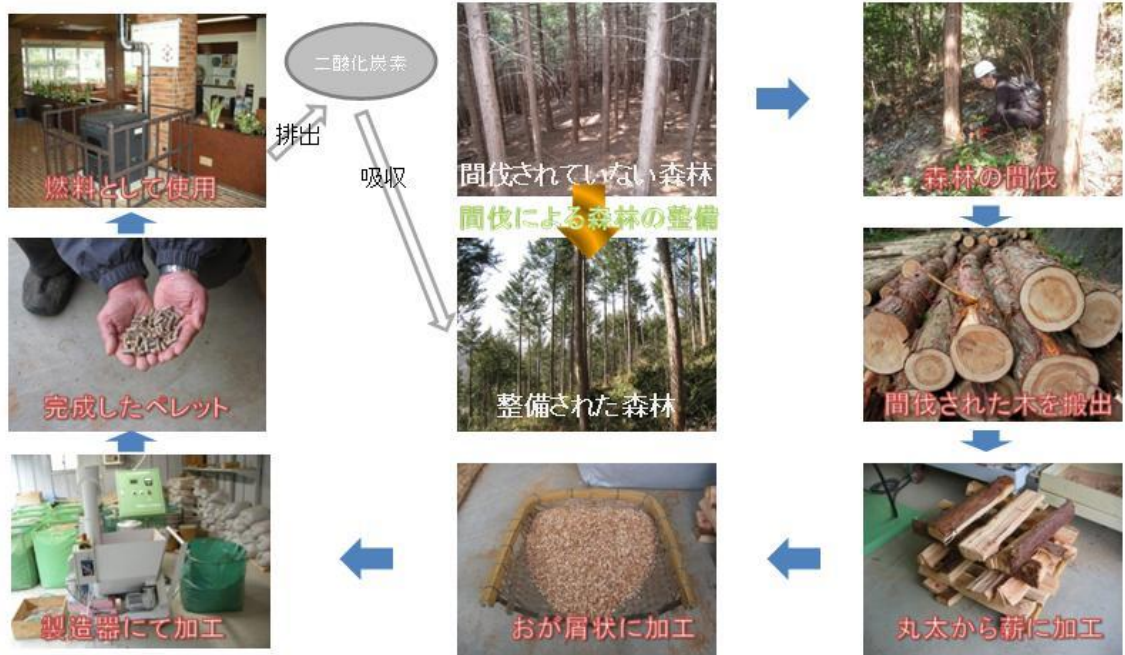 二酸化炭素
排出
吸収
燃料として使用
間伐されていない森林
森林の間伐
間伐による森林の整備
完成したペレット
整備された森林
間伐された木を搬出
製造器にて加工
おが屑状に加工
丸太から薪に加工